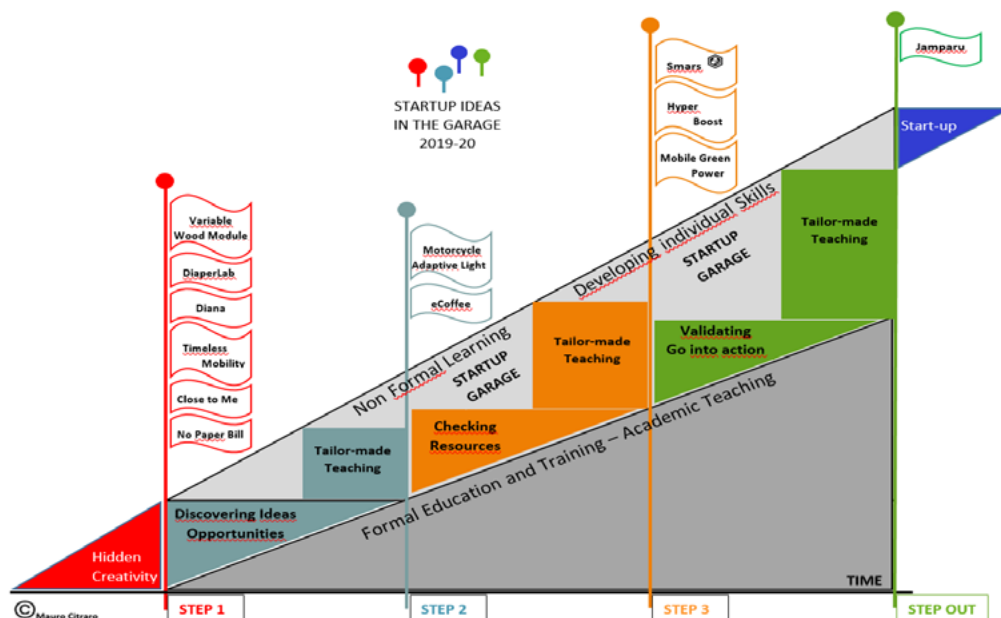 STARTUP IDEAS
IN THE GARAGE
2019-20
Variable
Wood Module
DiaperLab
Diana
Timeless
Mobility
Close to Me
No Paper Bill
Motorcycle
Adaptive Light
eCoffee
Smars
Hyper
Boost
Mobile Green
Power
Jamparu
Start-up
Non Formal Learning
Developing individual Skills
STARTUP
GARAGE
STARTUP
GARAGE
Tailor-made
Teaching
Tailor-made
Teaching
Tailor-made
Teaching
Validating
Go into action
Checking
Resources
Discovering Ideas
Opportunities
Formal Education and Training – Academic Teaching
Hidden
Creativity
TIME
© Mauro Citraro
STEP 1
STEP 2
STEP 3
STEP OUT